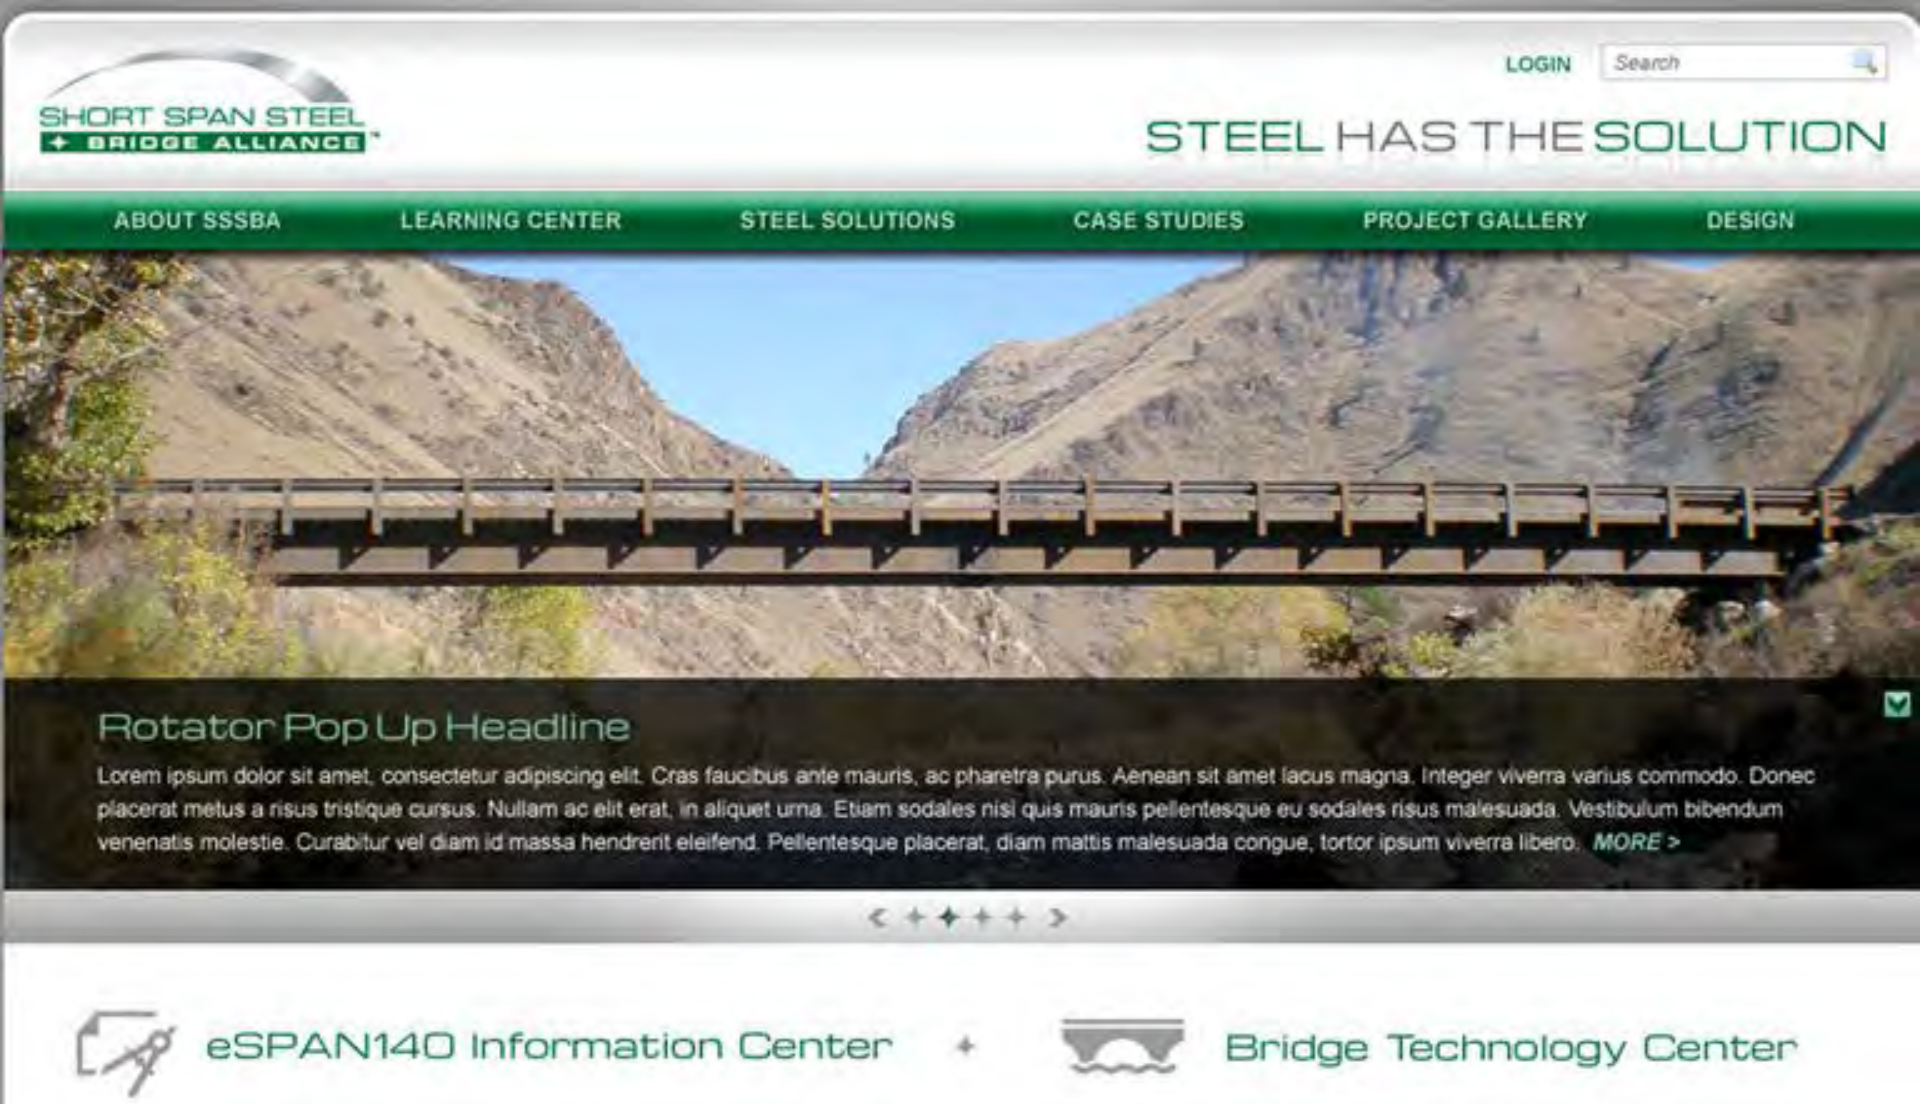 LOGIN
Search
SHORT SPAN STEEL
BRIDGE ALLIANCE™
STEEL HAS THE SOLUTION
ABOUT SSSBA
LEARNING CENTER
STEEL SOLUTIONS
CASE STUDIES
PROJECT GALLERY
DESIGN
Rotator Pop Up Headline
Lorem ipsum dolor sit amet, consectetur adipiscing elit. Cras faucibus ante mauris, ac pharetra purus. Aenean sit amet lacus magna. Integer viverra varius commodo. Donec
placerat metus a risus tristique cursus. Nullam ac elit erat, in aliquet urna. Etiam sodales nisi quis mauris pellentesque eu sodales risus malesuada. Vestibulum bibendum
venenatis molestie. Curabitur vel diam id massa hendrerit eleifend. Pellentesque placerat, diam mattis malesuada congue, tortor ipsum viverra libero. MORE >
eSPAN140 Information Center
Bridge Technology Center